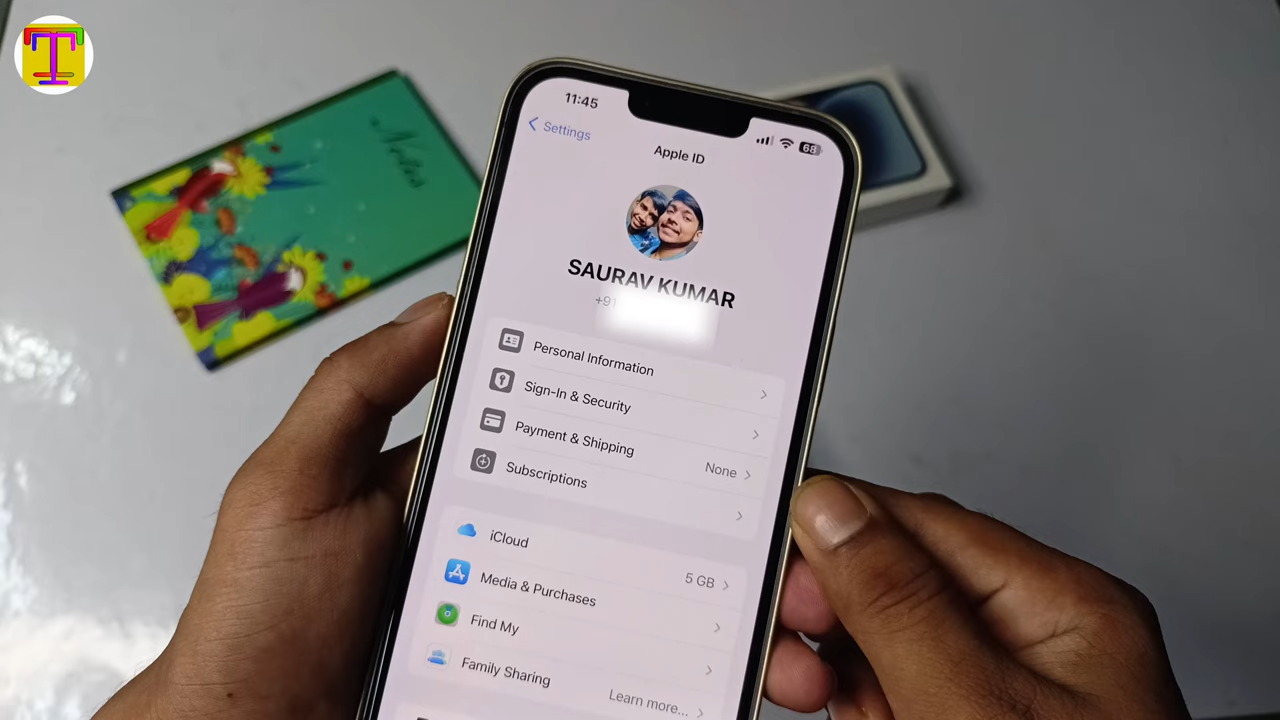 T
Notes
11:45
68
Settings
Apple ID
SAURAV KUMAR
+91
Personal Information
Sign-In & Security
Payment & Shipping
None
Subscriptions
iCloud
5 GB
Media & Purchases
Find My
Family Sharing
Learn more...